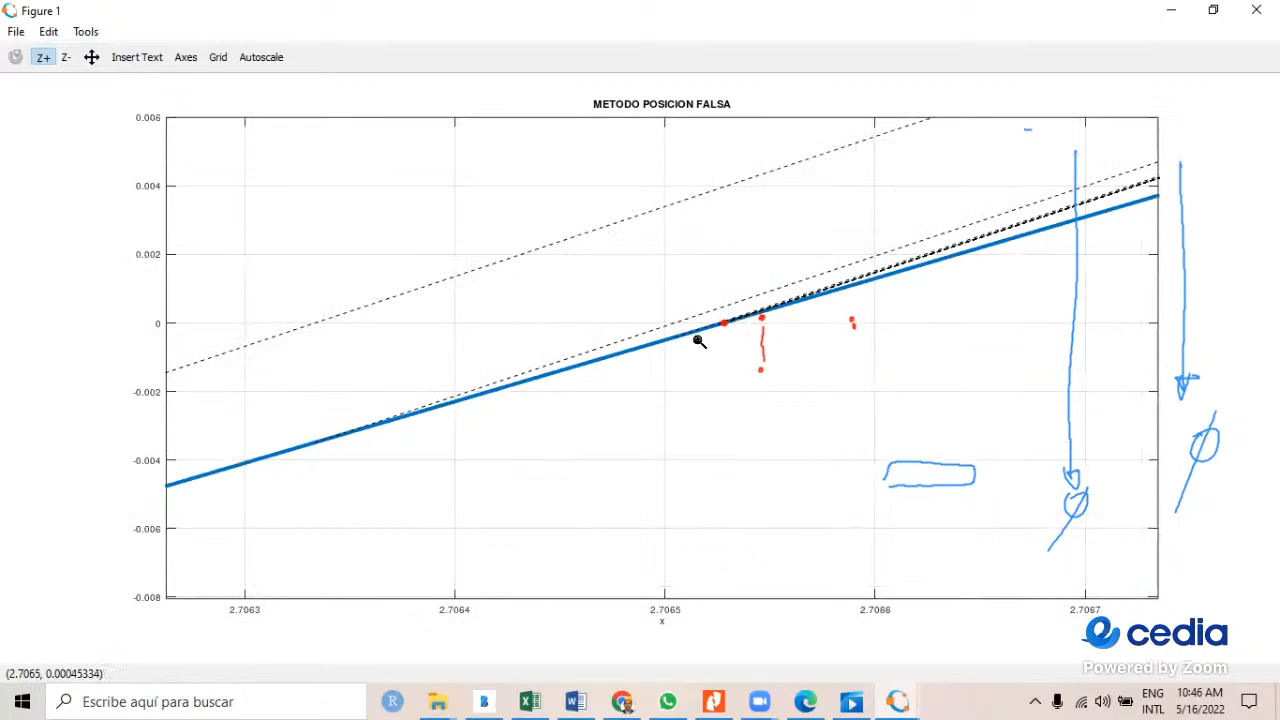 Figure 1
File Edit Tools
Z+ Z- Insert Text Axes Grid Autoscale
METODO POSICION FALSA
0.006
0.004
0.002
0
-0.002
-0.004
-0.006
-0.008
2.7063 2.7064 2.7065 2.7066 2.7067
x
cedia
Powered by Zoom
(2.7065, 0.00045334)
Escribe aquí para buscar
ENG
INTL
10:46 AM
5/16/2022